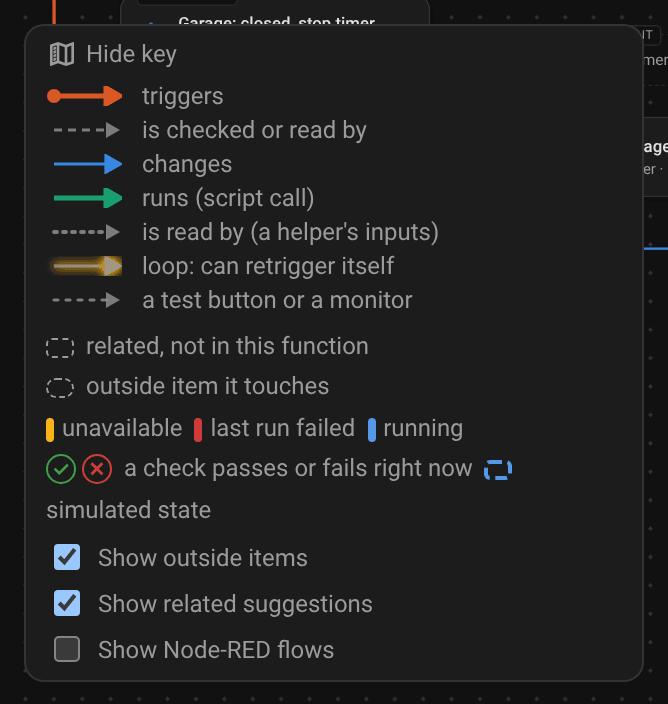 Garage: closed, stop timer
Hide key
triggers
is checked or read by
changes
runs (script call)
is read by (a helper's inputs)
loop: can retrigger itself
a test button or a monitor
related, not in this function
outside item it touches
unavailable last run failed running
a check passes or fails right now
simulated state
Show outside items
Show related suggestions
Show Node-RED flows